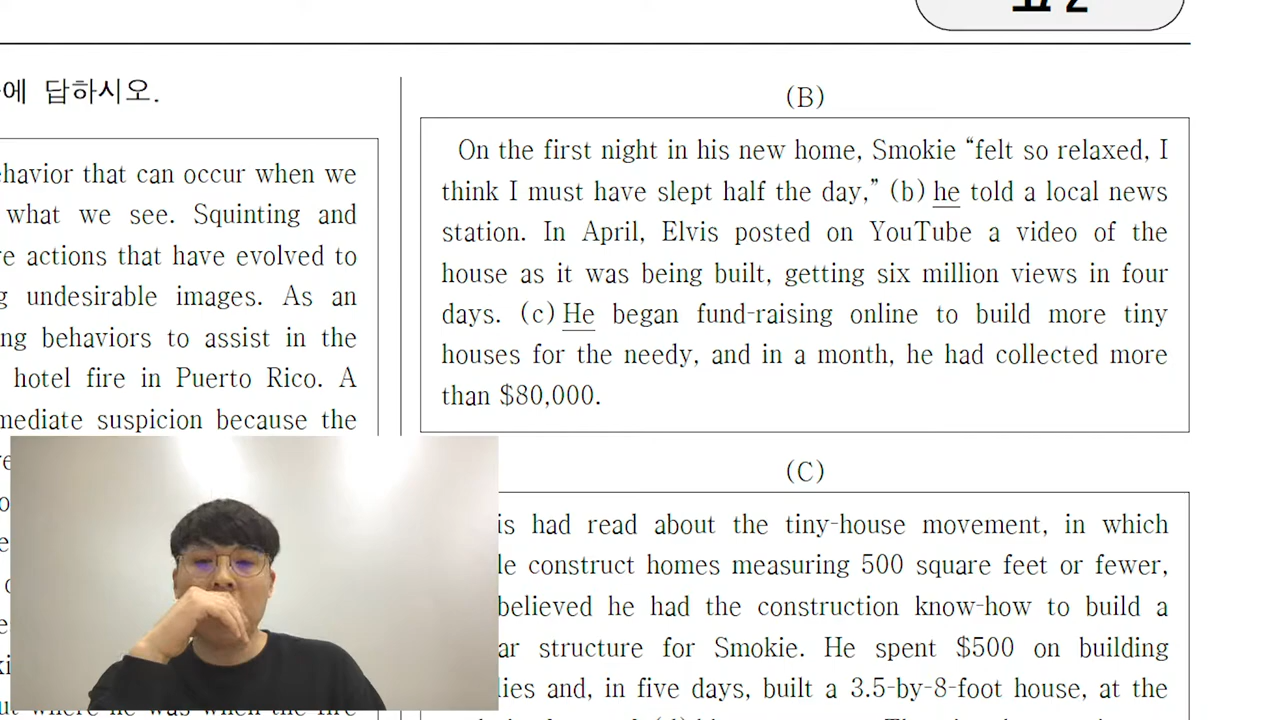 답하시오.
havior that can occur when we
what we see. Squinting and
actions that have evolved to
undesirable images. As an
behaviors to assist in the
hotel fire in Puerto Rico. A
suspicion because the
(B)
On the first night in his new home, Smokie “felt so relaxed, I
think I must have slept half the day,” (b) he told a local news
station. In April, Elvis posted on YouTube a video of the
house as it was being built, getting six million views in four
days. (c) He began fund-raising online to build more tiny
houses for the needy, and in a month, he had collected more
than $80,000.
(C)
is had read about the tiny-house movement, in which
le construct homes measuring 500 square feet or fewer,
believed he had the construction know-how to build a
ar structure for Smokie. He spent $500 on building
lies and, in five days, built a 3.5-by-8-foot house, at the